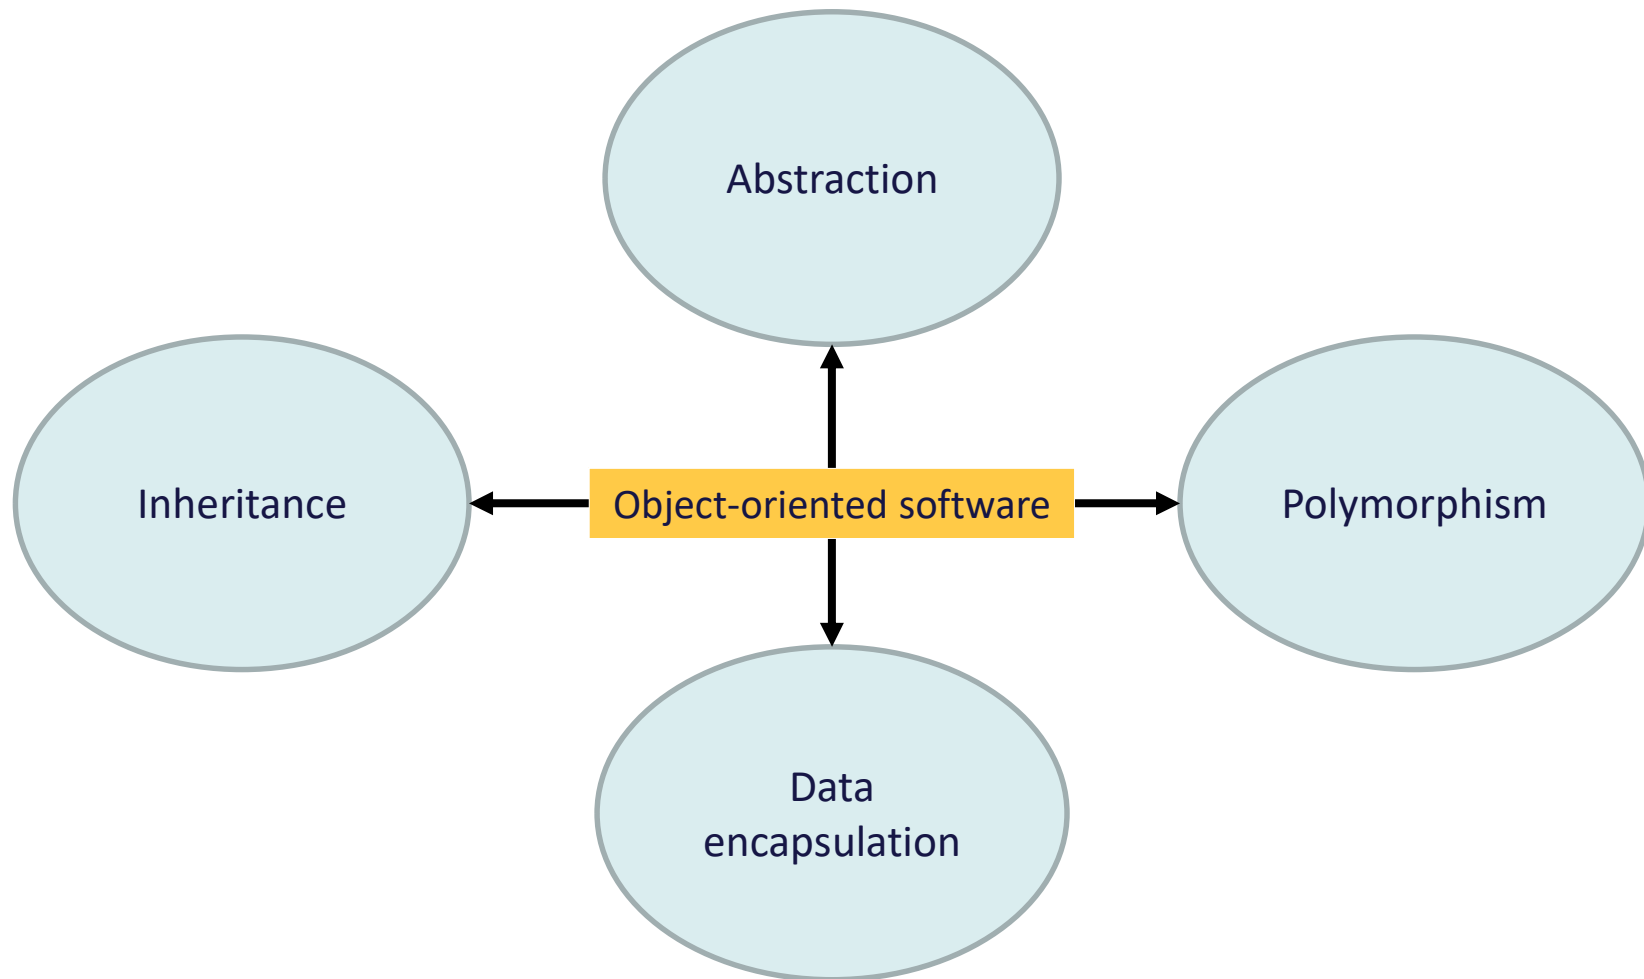 Abstraction
Inheritance
Object-oriented software
Polymorphism
Data
encapsulation